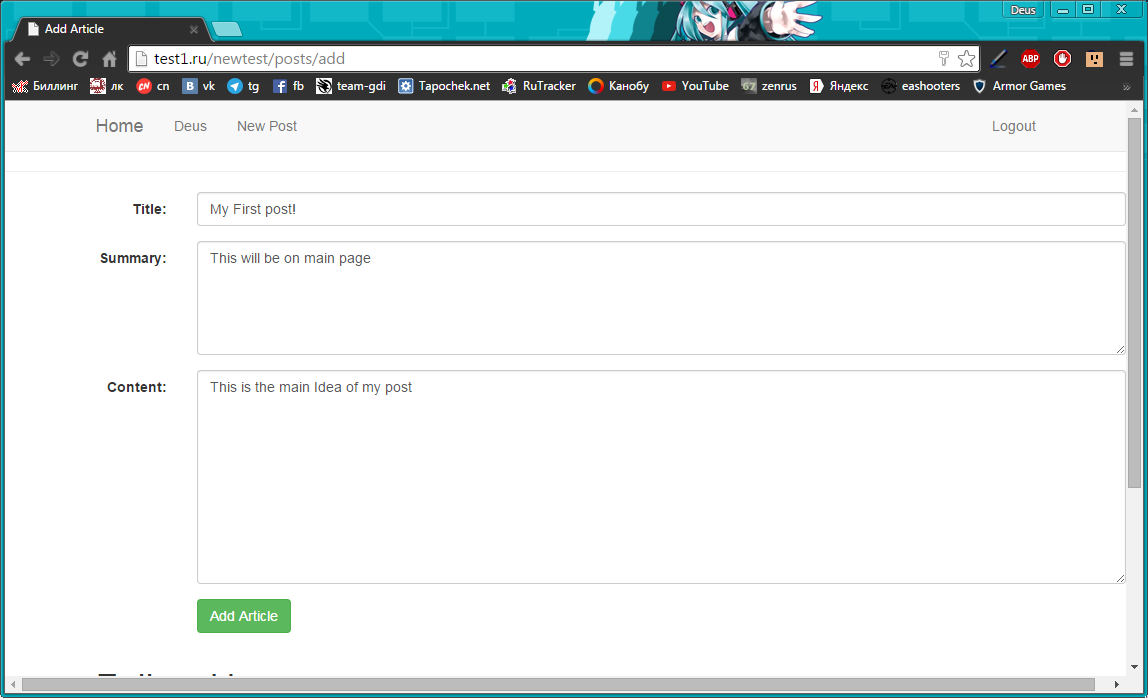 Deus
Add Article
test1.ru/newtest/posts/add
ABP
Биллинг лк cn vk tg fb team-gdi Tapochek.net RuTracker Канобу YouTube zenrus Яндекс eashooters Armor Games »
Home Deus New Post Logout
Title: My First post!
Summary: This will be on main page
Content: This is the main Idea of my post
Add Article